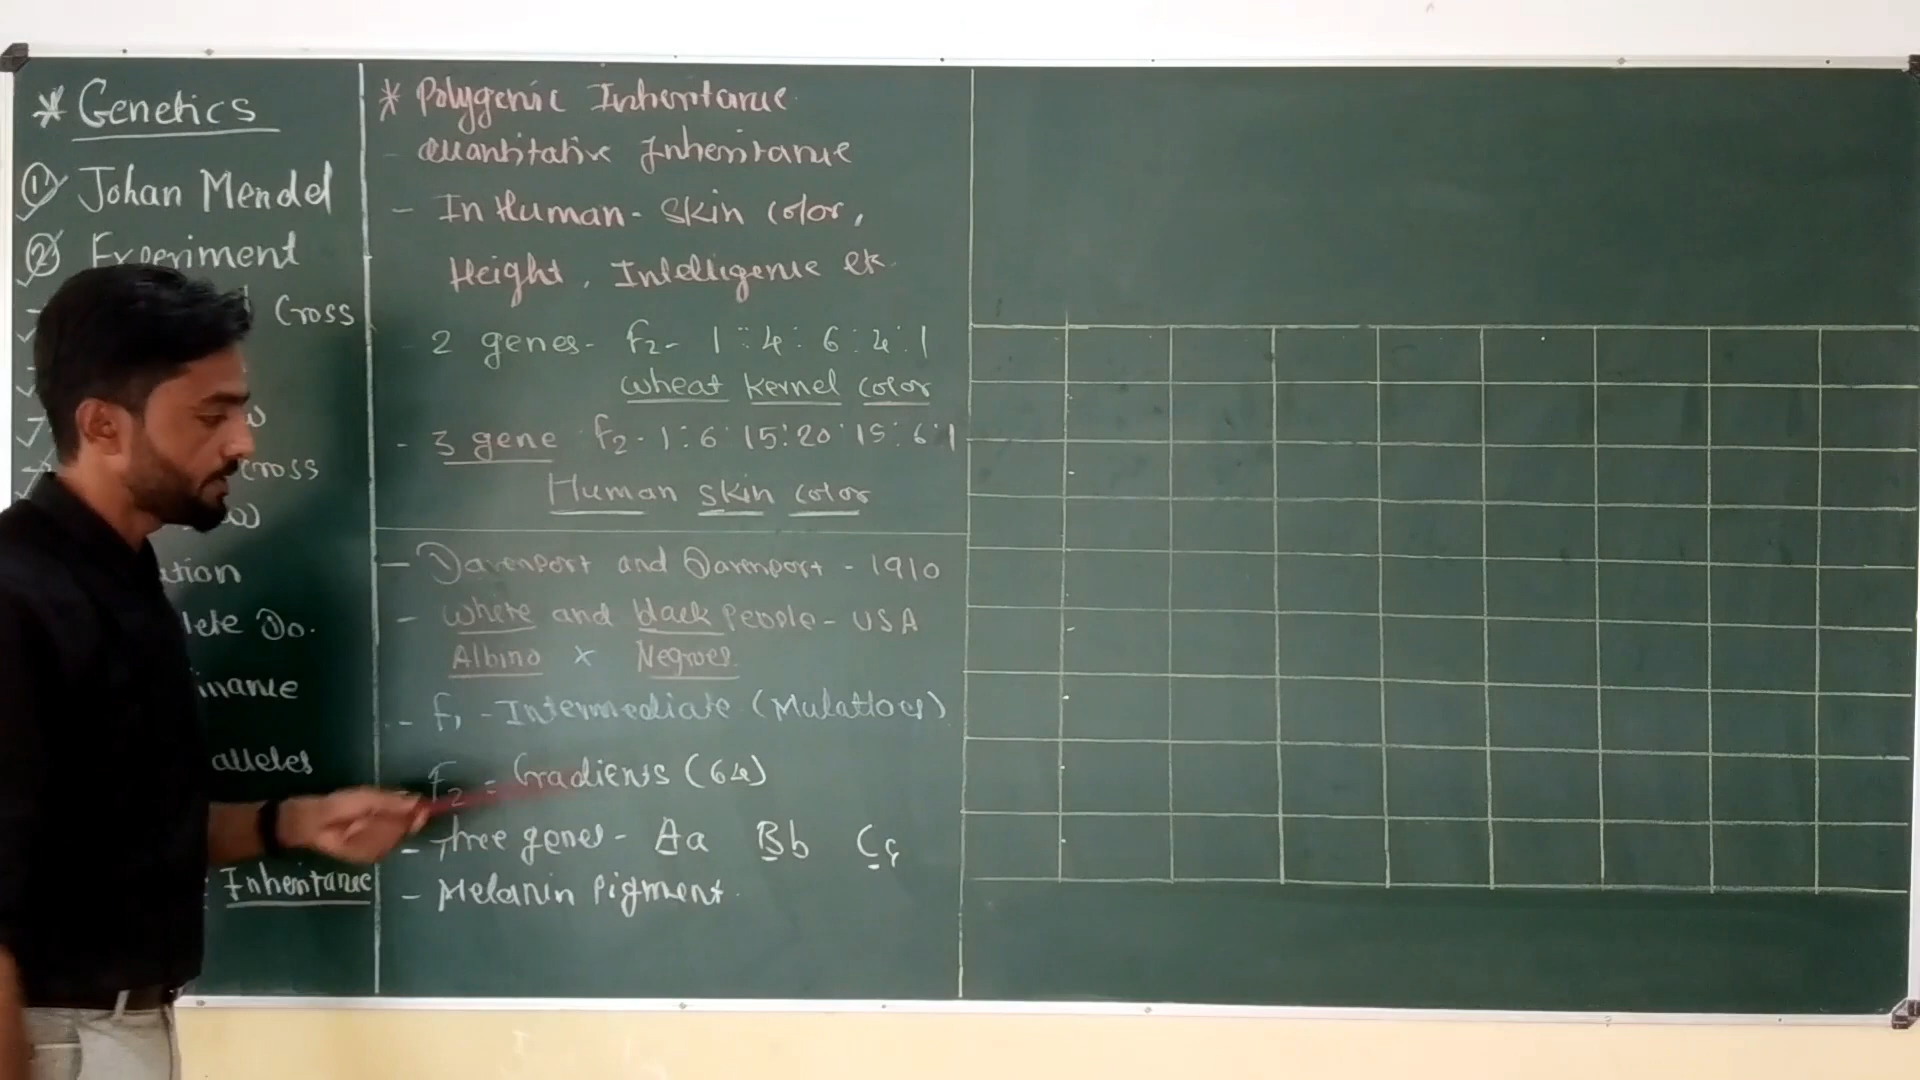 * Genetics
① Johan Mendel
② Experiment
Cross
cross
ation
lete Do.
inance
alleles
Inheritance
* Polygenic Inheritance
- Quantitative Inheritance
- In Human - Skin color,
Height, Intelligence etc
- 2 genes - F2 - 1 : 4 : 6 : 4 : 1
wheat kernel color
- 3 gene F2 - 1 : 6 : 15 : 20 : 15 : 6 : 1
Human skin color
- Davenport and Davenport - 1910
- white and black people - USA
Albino × Negroes
- F1 - Intermediate (Mulattoes)
- F2 = Gradients (64)
- Three genes - Aa Bb Cc
- Melanin pigment.